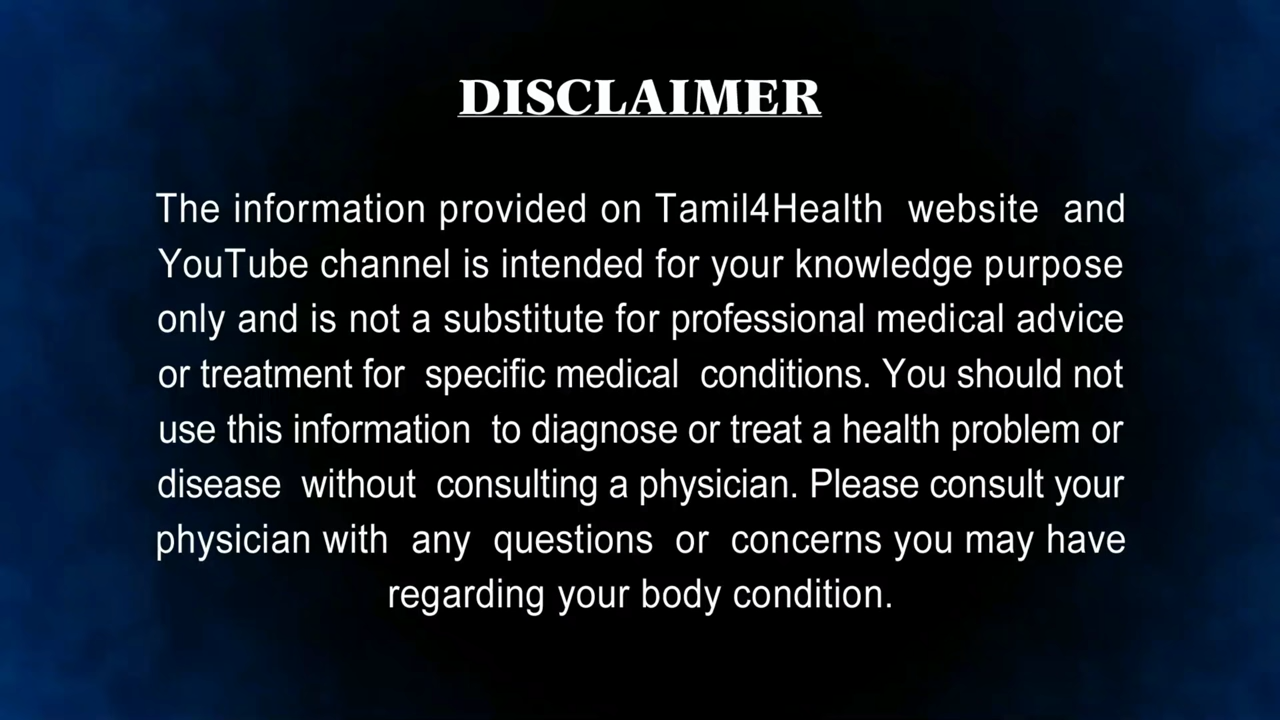 DISCLAIMER
The information provided on Tamil4Health website and
YouTube channel is intended for your knowledge purpose
only and is not a substitute for professional medical advice
or treatment for specific medical conditions. You should not
use this information to diagnose or treat a health problem or
disease without consulting a physician. Please consult your
physician with any questions or concerns you may have
regarding your body condition.